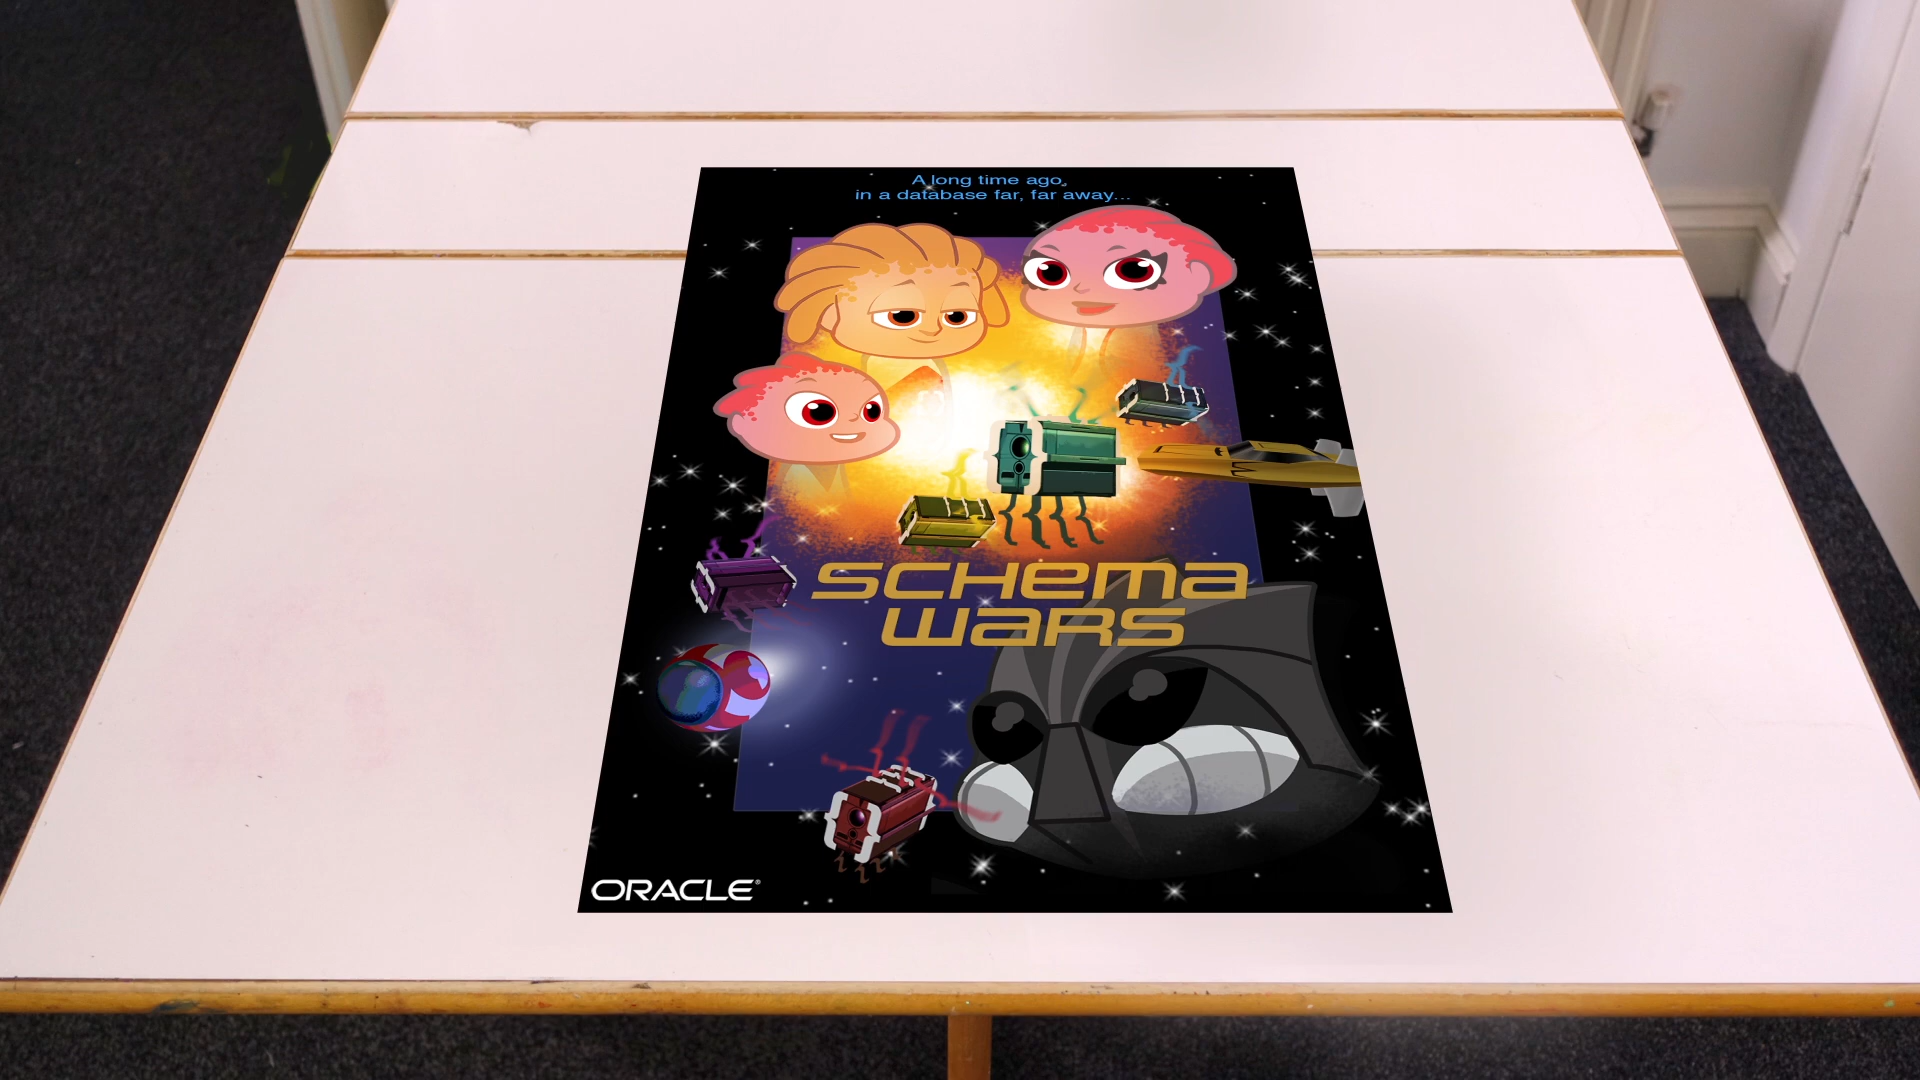 A long time ago,
in a database far, far away...
SCHEMA
WARS
ORACLE®